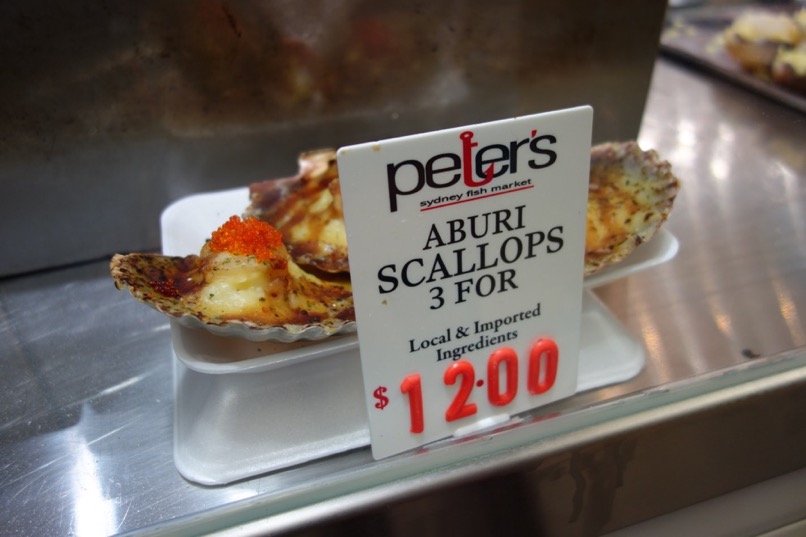 peter's
sydney fish market
ABURI
SCALLOPS
3 FOR
Local & Imported
Ingredients
$12.00